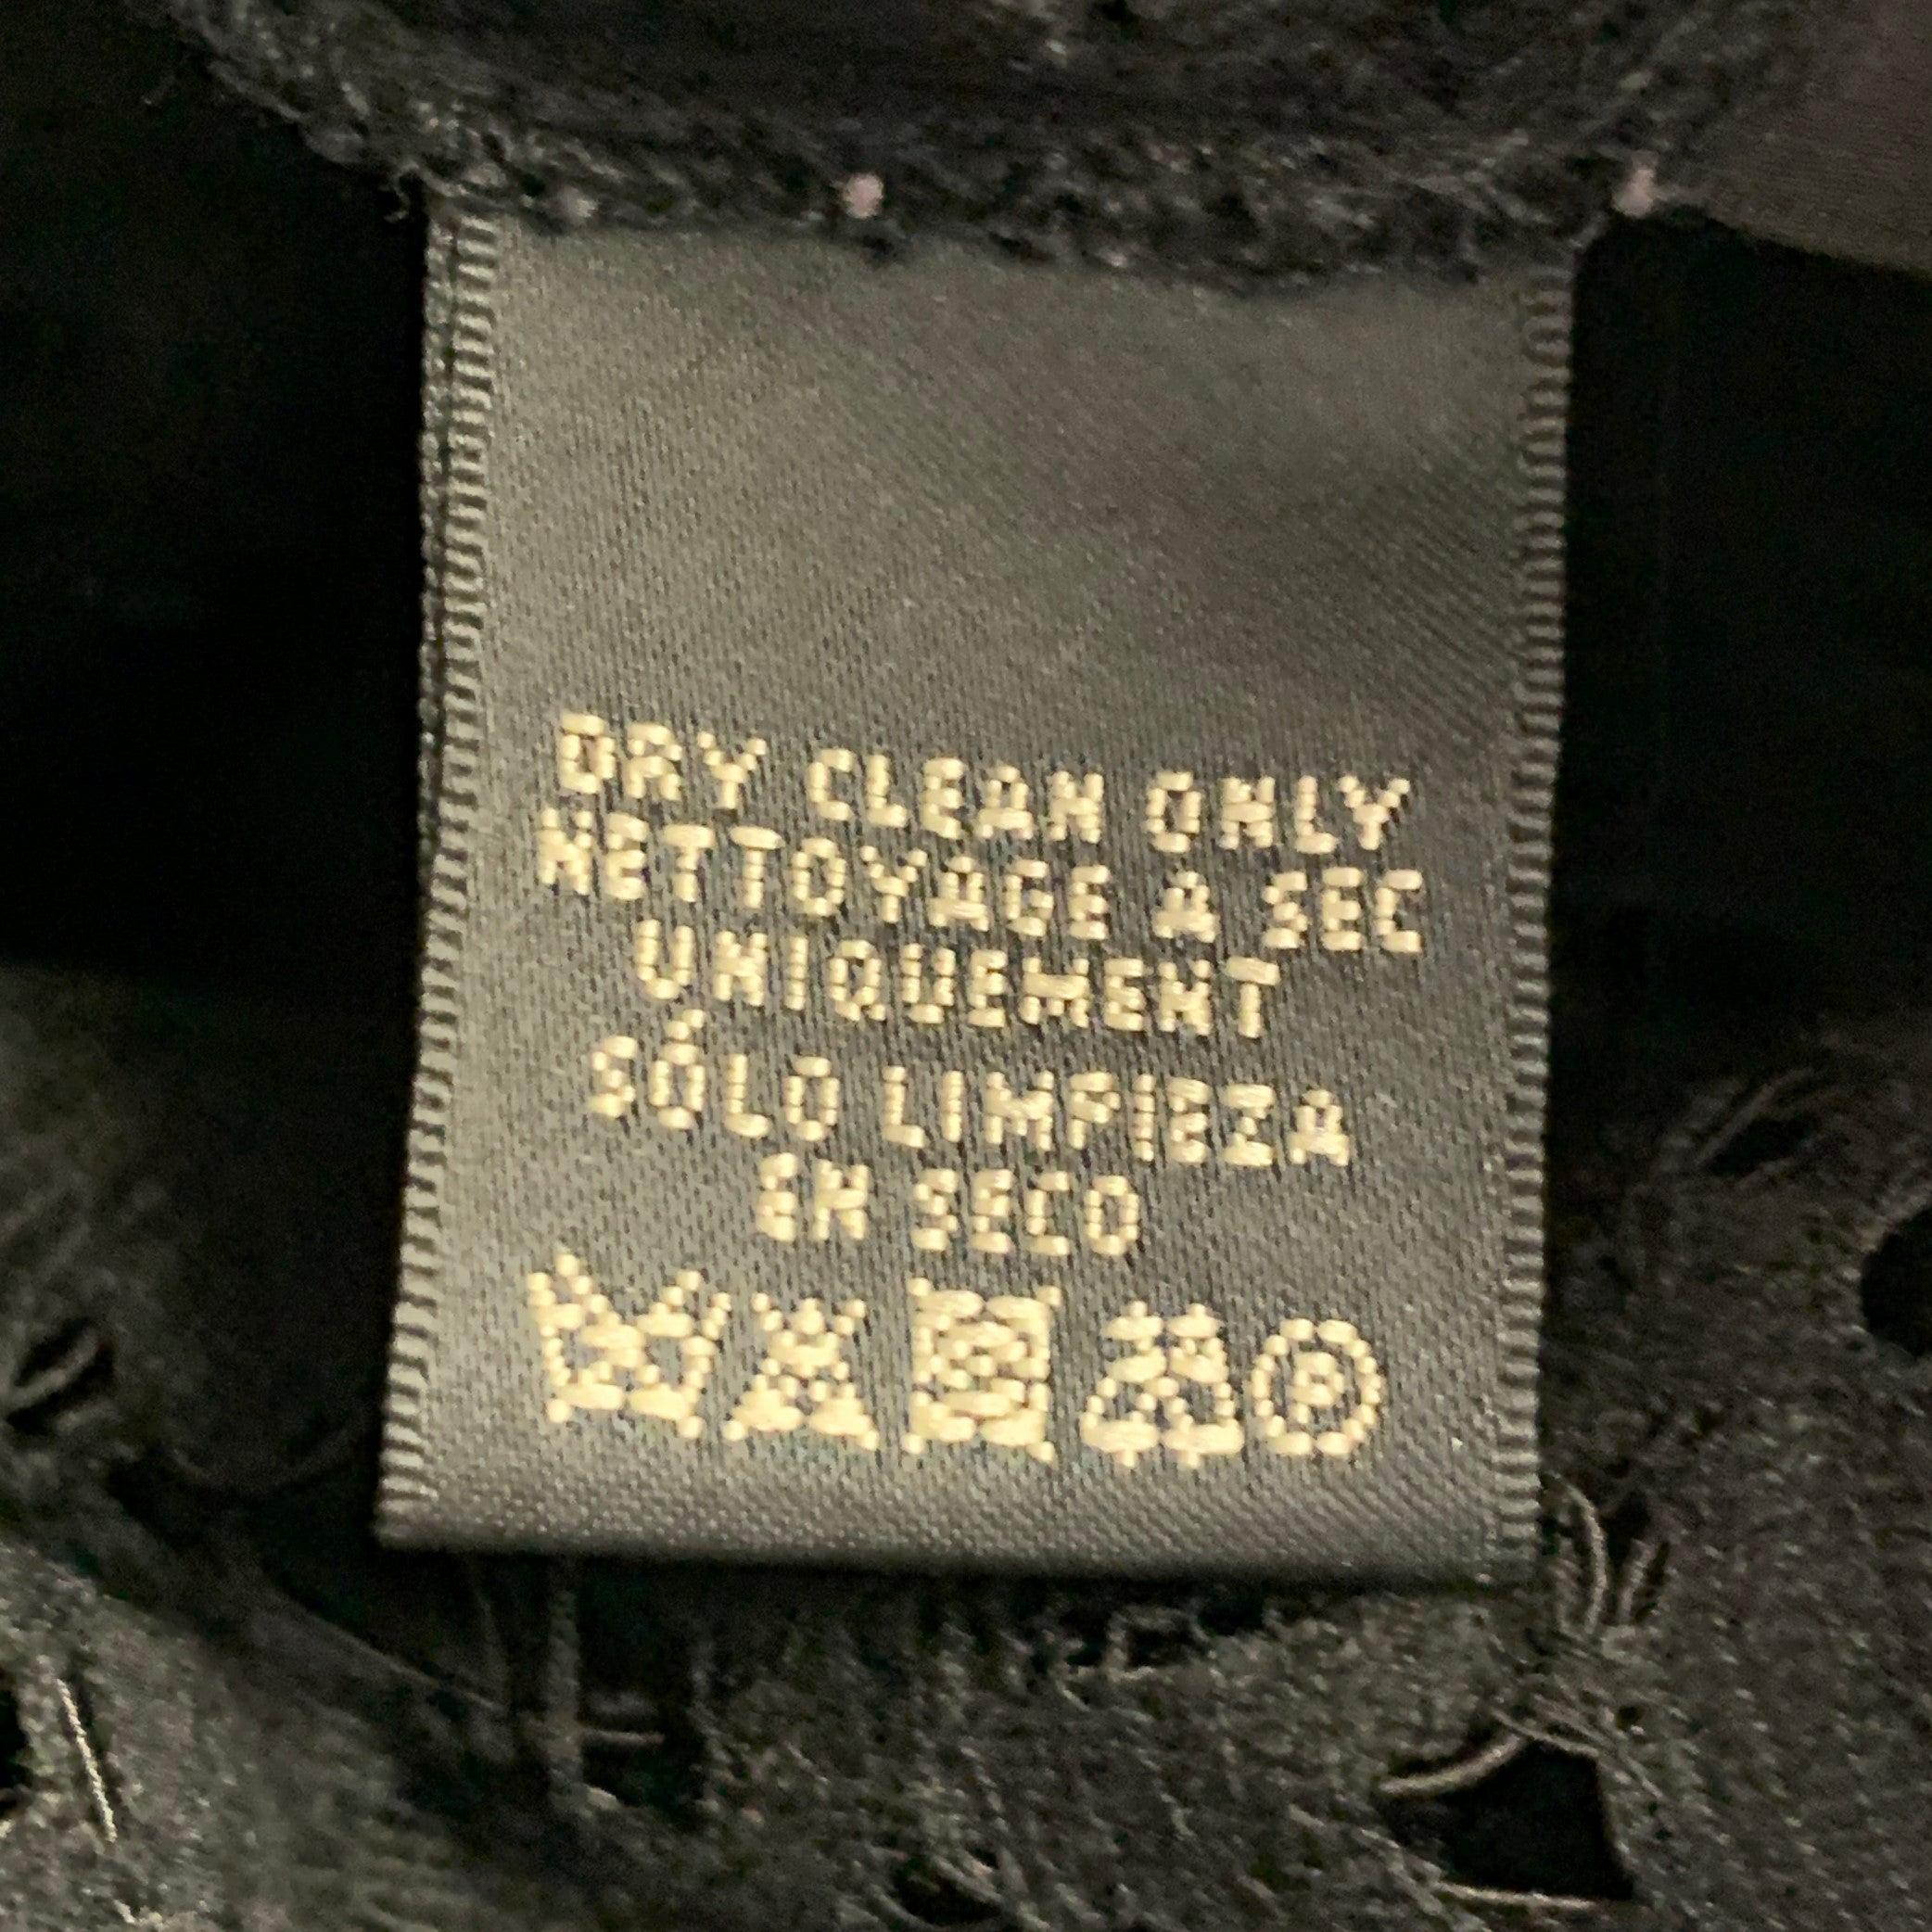 DRY CLEAN ONLY
NETTOYAGE A SEC
UNIQUEMENT
SÓLO LIMPIEZA
EN SECO
P